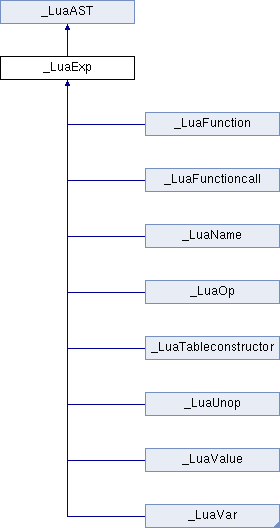 _LuaAST
_LuaExp
_LuaFunction
_LuaFunctioncall
_LuaName
_LuaOp
_LuaTableconstructor
_LuaUnop
_LuaValue
_LuaVar